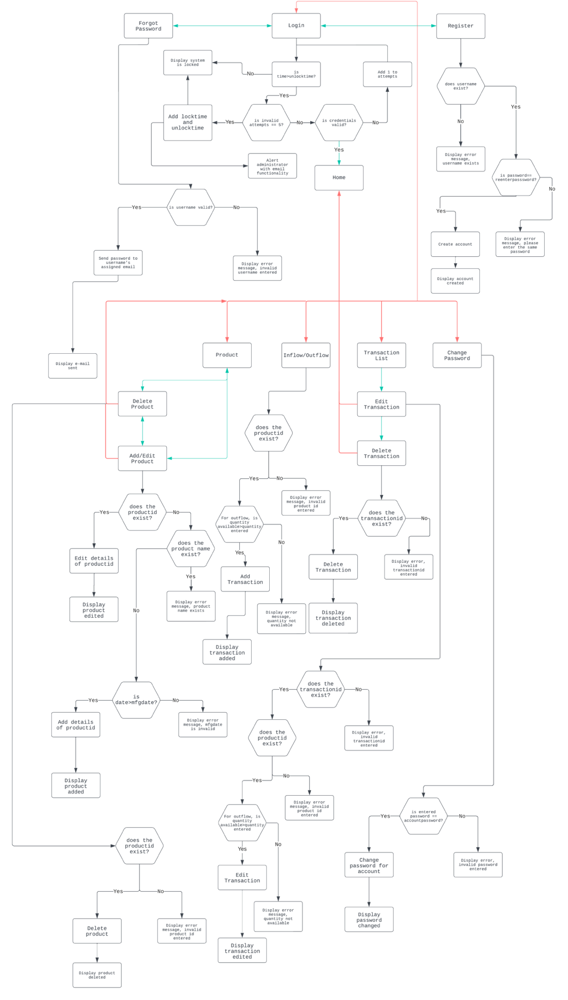 Forgot
Password
Login
Register
Display system
is locked
No
is
time>unlocktime?
Add 1 to
attempts
does username
exist?
Yes
Yes
Add locktime
and
unlocktime
Yes
is invalid
attempts == 5?
No
is credentials
valid?
No
No
Yes
Alert
administrator
with email
functionality
Home
Display error
message,
username exists
is password==
reenterpasssword?
No
is username valid?
Yes
No
Yes
Send password to
username's
assigned email
Display error
message, invalid
username entered
Create account
Display error
message, please
enter the same
password
Display account
created
Display e-mail
sent
Product
Inflow/Outflow
Transaction
List
Change
Password
Delete
Product
Edit
Transaction
does the
productid
exist?
Add/Edit
Product
Delete
Transaction
Yes
No
does the
productid
exist?
Yes
No
Display error
message, invalid
product id
entered
For outflow, is
quantity
available>quantity
entered
does the
transactionid
exist?
Yes
No
does the
product name
exist?
No
Yes
Edit details
of productid
Display error,
invalid
transactionid
entered
Delete
Transaction
Add
Transaction
Yes
Display
product
edited
Display error
message, product
name exists
No
Display error
message,
quantity not
available
Display
transaction
deleted
Display
transaction
added
does the
transactionid
exist?
Yes
No
is
date>mfgdate?
Yes
No
Add details
of productid
Display error
message, mfgdate
is invalid
does the
productid
exist?
Display error,
invalid
transactionid
entered
Display
product
added
Yes
No
Display error
message, invalid
product id
entered
is entered
password ==
accountpassword?
Yes
No
For outflow, is
quantity
available>quantity
entered
does the
productid
exist?
Yes
No
Change
password for
account
Display error,
invalid password
entered
Edit
Transaction
Yes
No
Display error
message,
quantity not
available
Display
password
changed
Delete
product
Display error
message, invalid
product id
entered
Display
transaction
edited
Display product
deleted